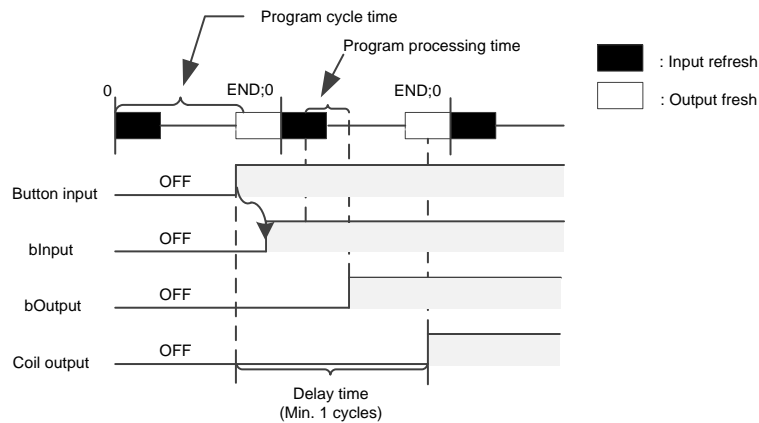 Program cycle time
Program processing time
0
END;0
END;0
: Input refresh
: Output fresh
Button input
OFF
bInput
OFF
bOutput
OFF
Coil output
OFF
Delay time
(Min. 1 cycles)